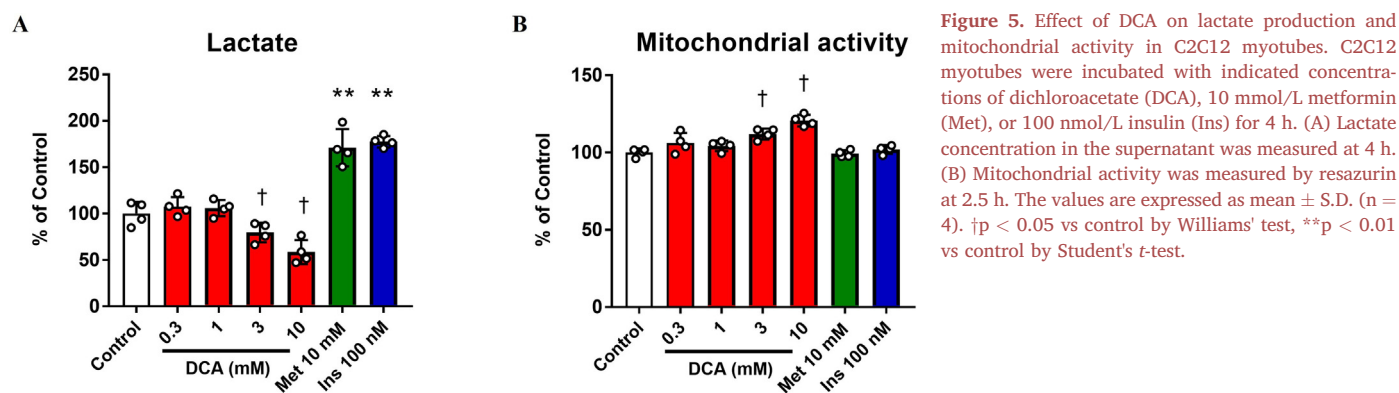 A
Lactate
% of Control
250
200
150
100
50
0
†
†
**
**
Control
0.3
1
3
10
Met 10 mM
Ins 100 nM
DCA (mM)
B
Mitochondrial activity
% of Control
150
100
50
0
†
†
Control
0.3
1
3
10
Met 10 mM
Ins 100 nM
DCA (mM)
Figure 5. Effect of DCA on lactate production and
mitochondrial activity in C2C12 myotubes. C2C12
myotubes were incubated with indicated concentra-
tions of dichloroacetate (DCA), 10 mmol/L metformin
(Met), or 100 nmol/L insulin (Ins) for 4 h. (A) Lactate
concentration in the supernatant was measured at 4 h.
(B) Mitochondrial activity was measured by resazurin
at 2.5 h. The values are expressed as mean ± S.D. (n =
4). †p < 0.05 vs control by Williams' test, **p < 0.01
vs control by Student's t-test.